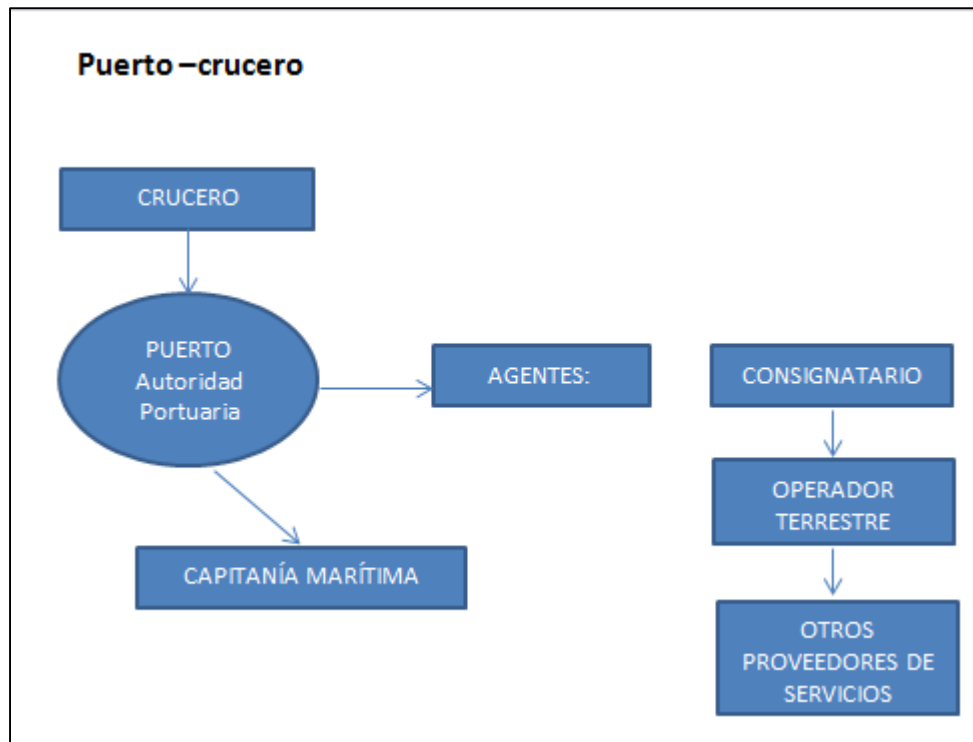 Puerto –crucero
CRUCERO
PUERTO
Autoridad
Portuaria
AGENTES:
CONSIGNATARIO
OPERADOR
TERRESTRE
CAPITANÍA MARÍTIMA
OTROS
PROVEEDORES DE
SERVICIOS